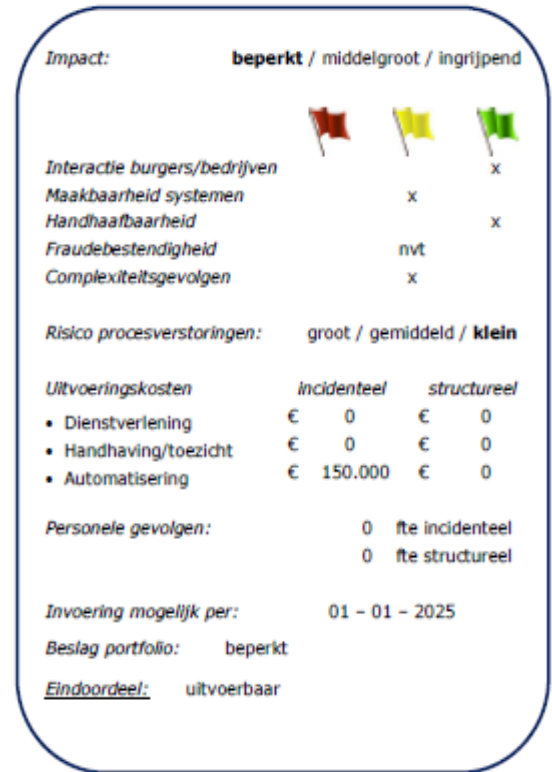 Impact: beperkt / middelgroot / ingrijpend
Interactie burgers/bedrijven x
Maakbaarheid systemen x
Handhaafbaarheid x
Fraudebestendigheid nvt
Complexiteitsgevolgen x
Risico procesverstoringen: groot / gemiddeld / klein
Uitvoeringskosten incidenteel structureel
• Dienstverlening € 0 € 0
• Handhaving/toezicht € 0 € 0
• Automatisering € 150.000 € 0
Personele gevolgen: 0 fte incidenteel
0 fte structureel
Invoering mogelijk per: 01 – 01 – 2025
Beslag portfolio: beperkt
Eindoordeel: uitvoerbaar